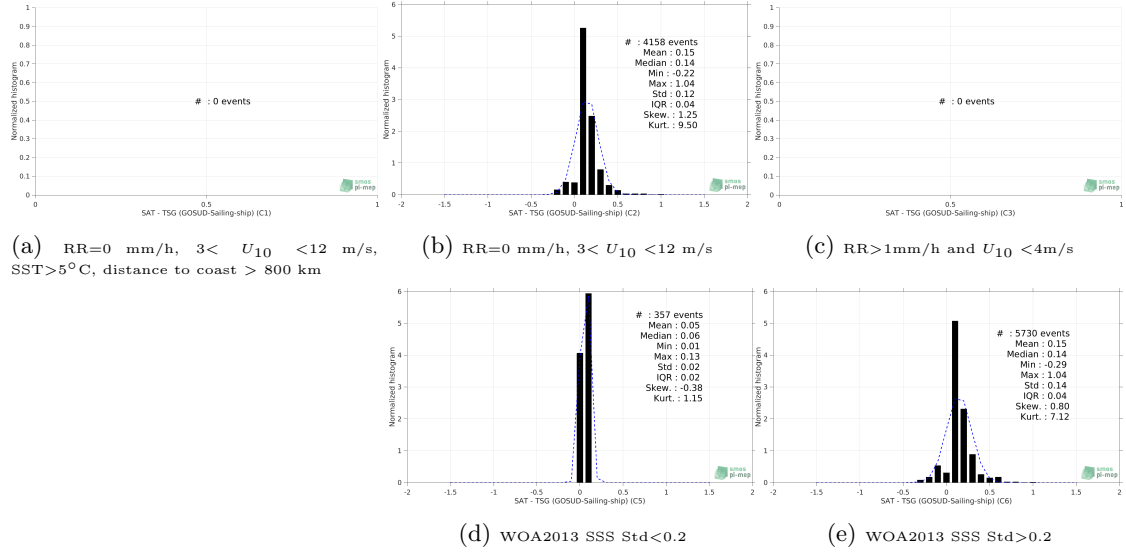 1
0.9
0.8
0.7
0.6
0.5
0.4
0.3
0.2
0.1
0
Normalized histogram
# : 0 events
0 0.5 1
SAT - TSG (GOSUD-Sailing-ship) (C1)
(a) RR=0 mm/h, 3< U10 <12 m/s,
SST>5°C, distance to coast > 800 km
6
5
4
3
2
1
0
Normalized histogram
# : 4158 events
Mean : 0.15
Median : 0.14
Min : -0.22
Max : 1.04
Std : 0.12
IQR : 0.04
Skew. : 1.25
Kurt. : 9.50
smos
pi-mep
-2 -1.5 -1 -0.5 0 0.5 1 1.5 2
SAT - TSG (GOSUD-Sailing-ship) (C2)
(b) RR=0 mm/h, 3< U10 <12 m/s
1
0.9
0.8
0.7
0.6
0.5
0.4
0.3
0.2
0.1
0
Normalized histogram
# : 0 events
smos
pi-mep
0 0.5 1
SAT - TSG (GOSUD-Sailing-ship) (C3)
(c) RR>1mm/h and U10 <4m/s
6
5
4
3
2
1
0
Normalized histogram
# : 357 events
Mean : 0.05
Median : 0.06
Min : 0.01
Max : 0.13
Std : 0.02
IQR : 0.02
Skew. : -0.38
Kurt. : 1.15
smos
pi-mep
-2 -1.5 -1 -0.5 0 0.5 1 1.5 2
SAT - TSG (GOSUD-Sailing-ship) (C5)
(d) WOA2013 SSS Std<0.2
6
5
4
3
2
1
0
Normalized histogram
# : 5730 events
Mean : 0.15
Median : 0.14
Min : -0.29
Max : 1.04
Std : 0.14
IQR : 0.04
Skew. : 0.80
Kurt. : 7.12
smos
pi-mep
-2 -1.5 -1 -0.5 0 0.5 1 1.5 2
SAT - TSG (GOSUD-Sailing-ship) (C6)
(e) WOA2013 SSS Std>0.2
smos
pi-mep